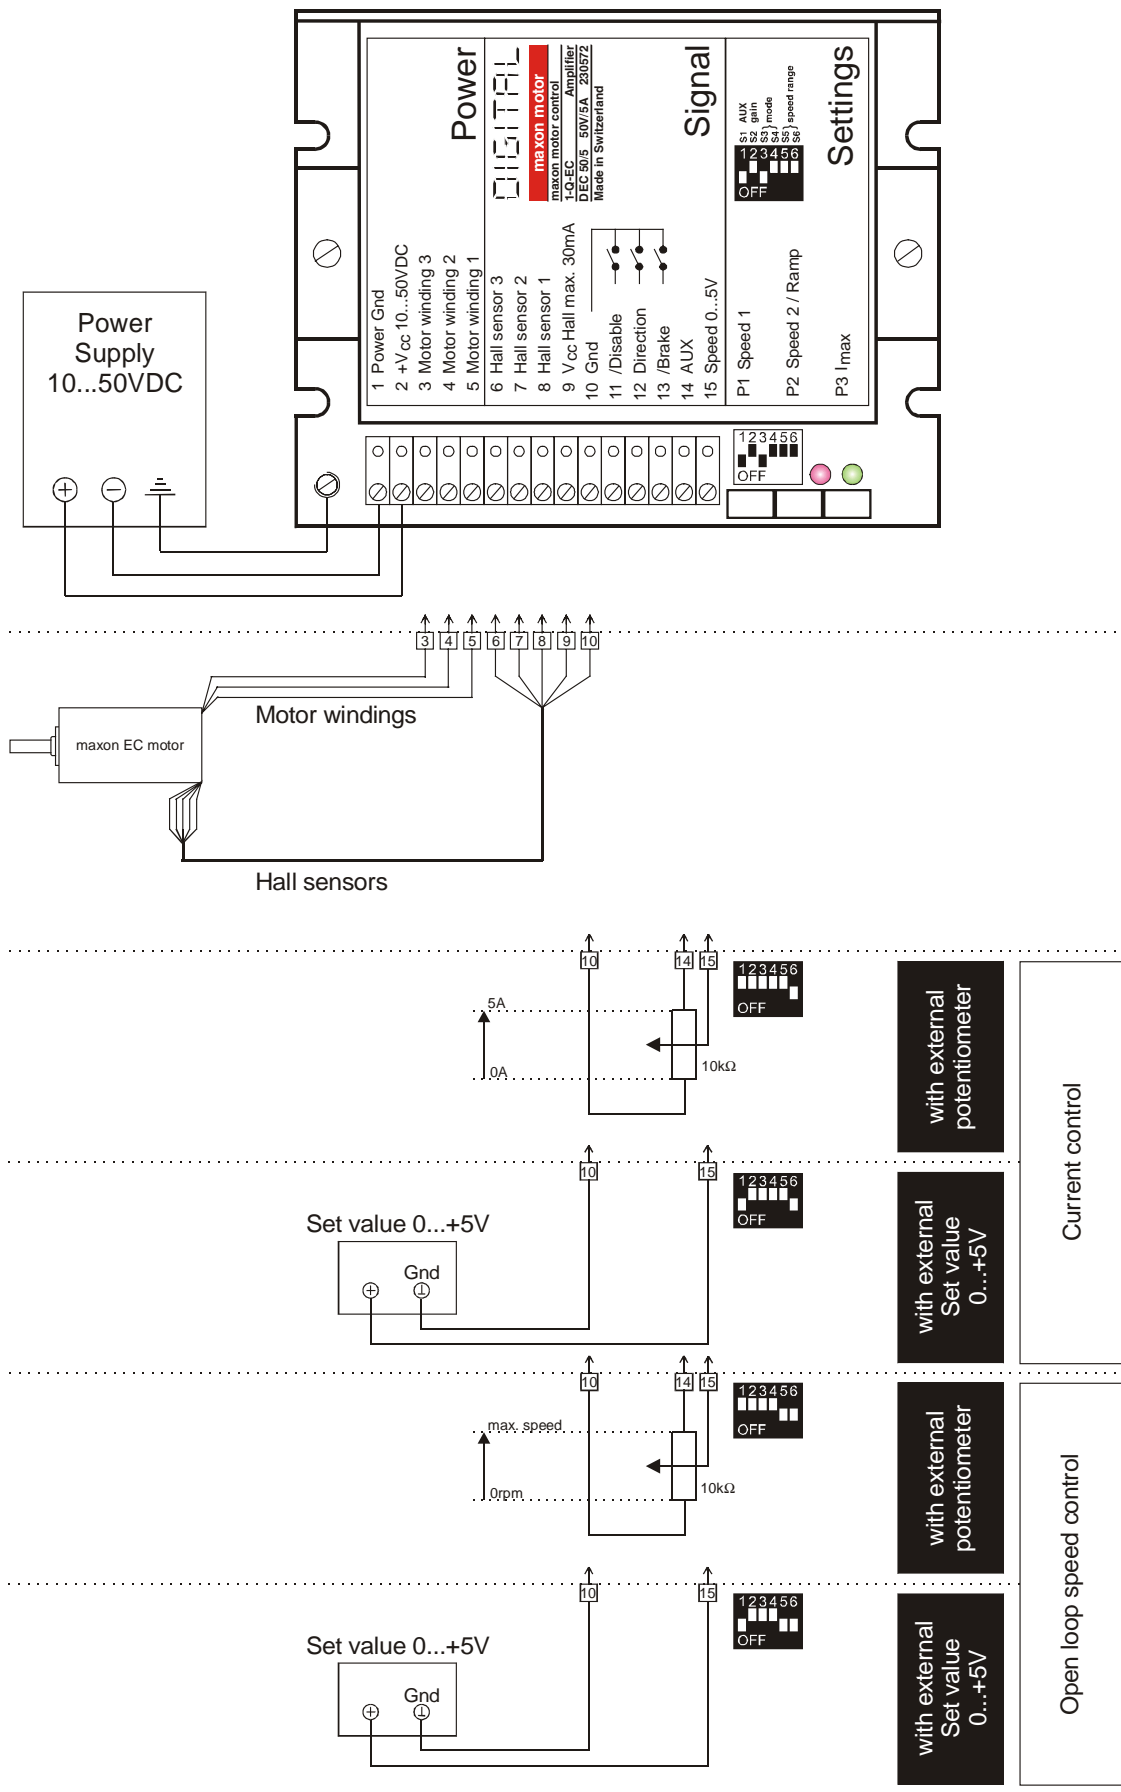 Power
DIGITAL
maxon motor
maxon motor control
1-Q-EC Amplifier
DEC 50/5 50V/5A 230572
Made in Switzerland
Signal
S1 AUX
S2 gain
S3 } mode
S4
S5 } speed range
S6
123456
OFF
Settings
1 Power Gnd
2 +Vcc 10...50VDC
3 Motor winding 3
4 Motor winding 2
5 Motor winding 1
6 Hall sensor 3
7 Hall sensor 2
8 Hall sensor 1
9 Vcc Hall max. 30mA
10 Gnd
11 /Disable
12 Direction
13 /Brake
14 AUX
15 Speed 0...5V
P1 Speed 1
P2 Speed 2 / Ramp
P3 Imax
123456
OFF
Power
Supply
10...50VDC
+ −
3 4 5 6 7 8 9 10
Motor windings
maxon EC motor
Hall sensors
10 14 15
123456
OFF
5A
0A
10kΩ
with external
potentiometer
Current control
10 15
123456
OFF
Set value 0...+5V
Gnd
+
with external
Set value
0...+5V
10 14 15
123456
OFF
max. speed
0rpm
10kΩ
with external
potentiometer
Open loop speed control
10 15
123456
OFF
Set value 0...+5V
Gnd
+
with external
Set value
0...+5V